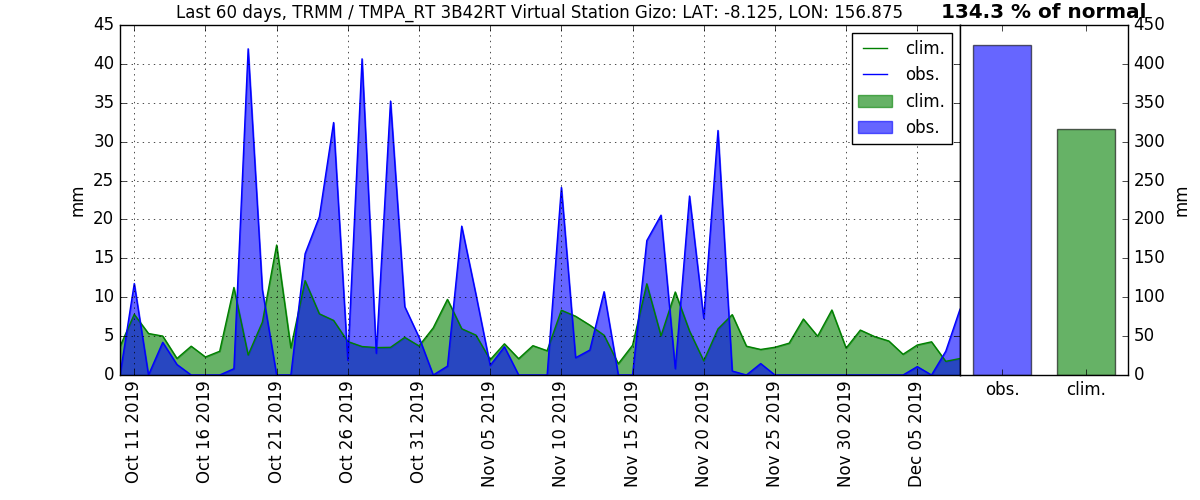 Last 60 days, TRMM / TMPA_RT 3B42RT Virtual Station Gizo: LAT: -8.125, LON: 156.875
134.3 % of normal
45
40
35
30
25
20
15
10
5
0
mm
clim.
obs.
clim.
obs.
450
400
350
300
250
200
150
100
50
0
mm
Oct 11 2019
Oct 16 2019
Oct 21 2019
Oct 26 2019
Oct 31 2019
Nov 05 2019
Nov 10 2019
Nov 15 2019
Nov 20 2019
Nov 25 2019
Nov 30 2019
Dec 05 2019
obs.
clim.